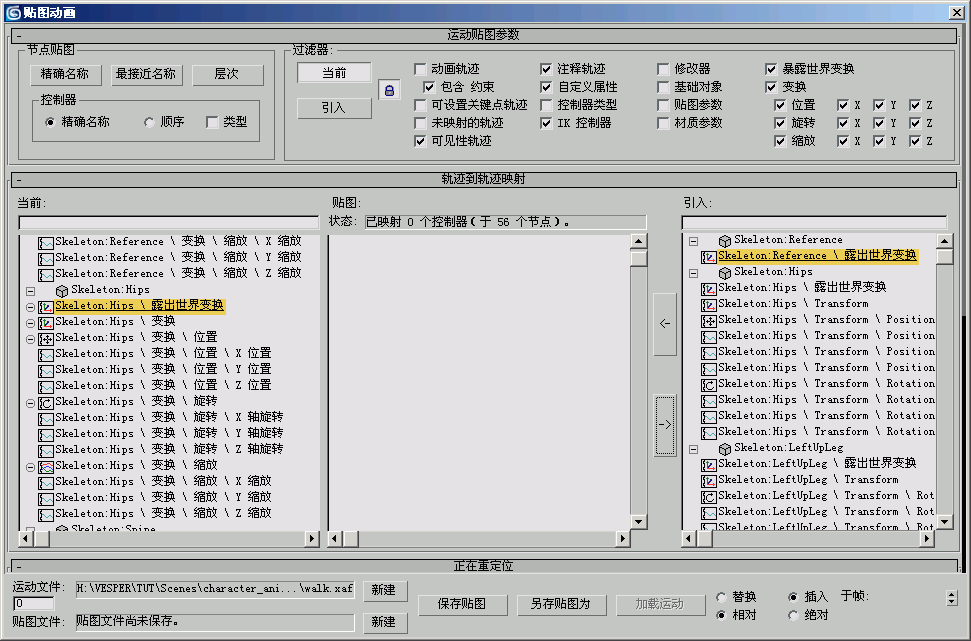 贴图动画
运动贴图参数
节点贴图
精确名称 最接近名称 层次
控制器
精确名称 顺序 类型
过滤器:
当前
引入
动画轨迹
包含 约束
可设置关键点轨迹
未映射的轨迹
可见性轨迹
注释轨迹
自定义属性
控制器类型
IK 控制器
修改器
基础对象
贴图参数
材质参数
暴露世界变换
变换
位置 X Y Z
旋转 X Y Z
缩放 X Y Z
轨迹到轨迹映射
当前:
Skeleton:Reference \ 变换 \ 缩放 \ X 缩放
Skeleton:Reference \ 变换 \ 缩放 \ Y 缩放
Skeleton:Reference \ 变换 \ 缩放 \ Z 缩放
Skeleton:Hips
Skeleton:Hips \ 露出世界变换
Skeleton:Hips \ 变换
Skeleton:Hips \ 变换 \ 位置
Skeleton:Hips \ 变换 \ 位置 \ X 位置
Skeleton:Hips \ 变换 \ 位置 \ Y 位置
Skeleton:Hips \ 变换 \ 位置 \ Z 位置
Skeleton:Hips \ 变换 \ 旋转
Skeleton:Hips \ 变换 \ 旋转 \ X 轴旋转
Skeleton:Hips \ 变换 \ 旋转 \ Y 轴旋转
Skeleton:Hips \ 变换 \ 旋转 \ Z 轴旋转
Skeleton:Hips \ 变换 \ 缩放
Skeleton:Hips \ 变换 \ 缩放 \ X 缩放
Skeleton:Hips \ 变换 \ 缩放 \ Y 缩放
Skeleton:Hips \ 变换 \ 缩放 \ Z 缩放
Skeleton:Spine
贴图:
状态: 已映射 0 个控制器(于 56 个节点)。
<-
->
引入:
Skeleton:Reference
Skeleton:Reference \ 露出世界变换
Skeleton:Hips
Skeleton:Hips \ 露出世界变换
Skeleton:Hips \ Transform
Skeleton:Hips \ Transform \ Position
Skeleton:Hips \ Transform \ Position
Skeleton:Hips \ Transform \ Position
Skeleton:Hips \ Transform \ Position
Skeleton:Hips \ Transform \ Rotation
Skeleton:Hips \ Transform \ Rotation
Skeleton:Hips \ Transform \ Rotation
Skeleton:Hips \ Transform \ Rotation
Skeleton:LeftUpLeg
Skeleton:LeftUpLeg \ 露出世界变换
Skeleton:LeftUpLeg \ Transform
Skeleton:LeftUpLeg \ Transform \ Rot
Skeleton:LeftUpLeg \ Transform \ Rot
Skeleton:LeftUpLeg \ Transform \ Rot
正在重定位
运动文件: H:\VESPER\TUT\Scenes\character_ani...\walk.xaf 新建
0
贴图文件: 贴图文件尚未保存。 新建
保存贴图 另存贴图为 加载运动
替换 插入 于帧:
相对 绝对